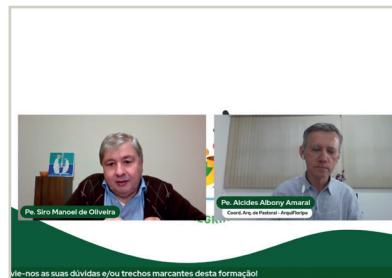 Pe. Siro Manoel de Oliveira
Pe. Alcides Albony Amaral
Coord. Arq. de Pastoral - ArquiFloripa
vie-nos as suas dúvidas e/ou trechos marcantes desta formação!